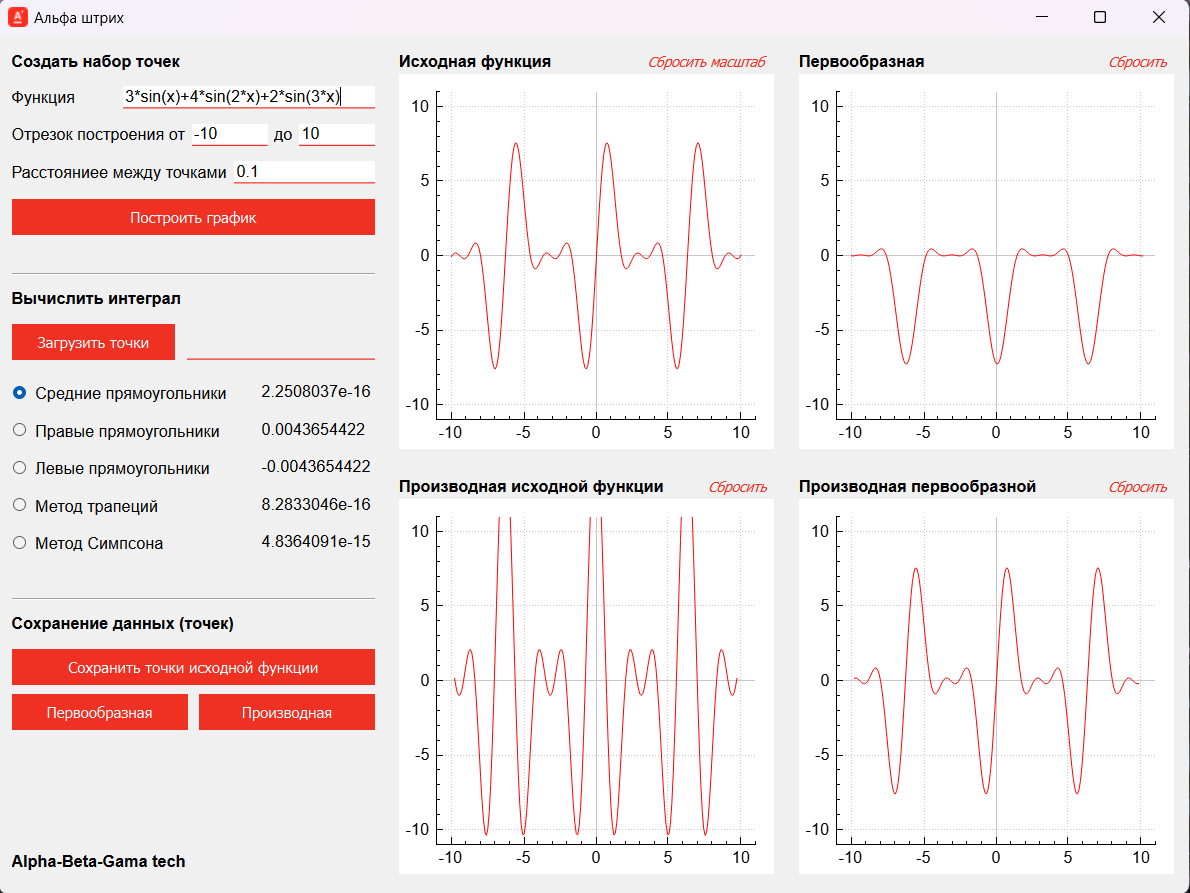 Альфа штрих
Создать набор точек
Функция 3*sin(x)+4*sin(2*x)+2*sin(3*x)
Отрезок построения от -10 до 10
Расстояниее между точками 0.1
Построить график
Вычислить интеграл
Загрузить точки
Средние прямоугольники 2.2508037e-16
Правые прямоугольники 0.0043654422
Левые прямоугольники -0.0043654422
Метод трапеций 8.2833046e-16
Метод Симпсона 4.8364091e-15
Сохранение данных (точек)
Сохранить точки исходной функции
Первообразная Производная
Alpha-Beta-Gama tech
Исходная функция Сбросить масштаб
10
5
0
-5
-10
-10 -5 0 5 10
Первообразная Сбросить
10
5
0
-5
-10
-10 -5 0 5 10
Производная исходной функции Сбросить
10
5
0
-5
-10
-10 -5 0 5 10
Производная первообразной Сбросить
10
5
0
-5
-10
-10 -5 0 5 10